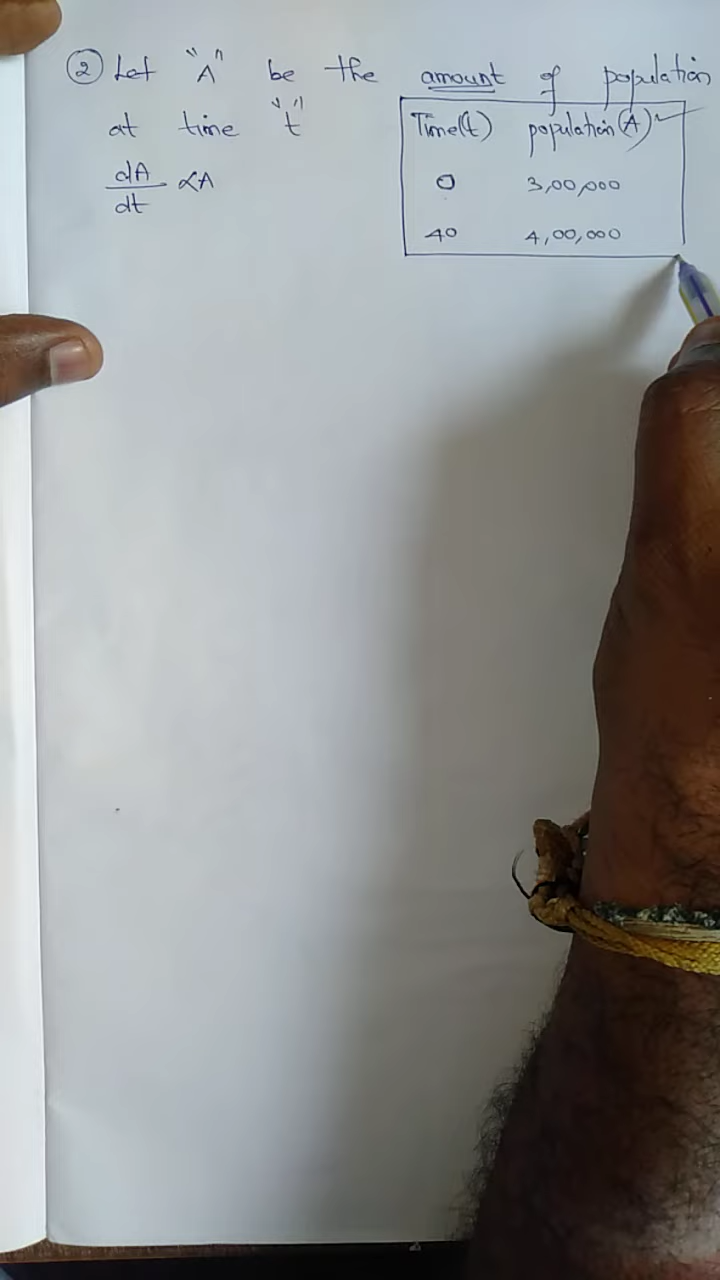 ② Let "A" be the amount of population
at time "t"
dA/dt ∝A
Time(t) population(A)
0 3,00,000
40 4,00,000